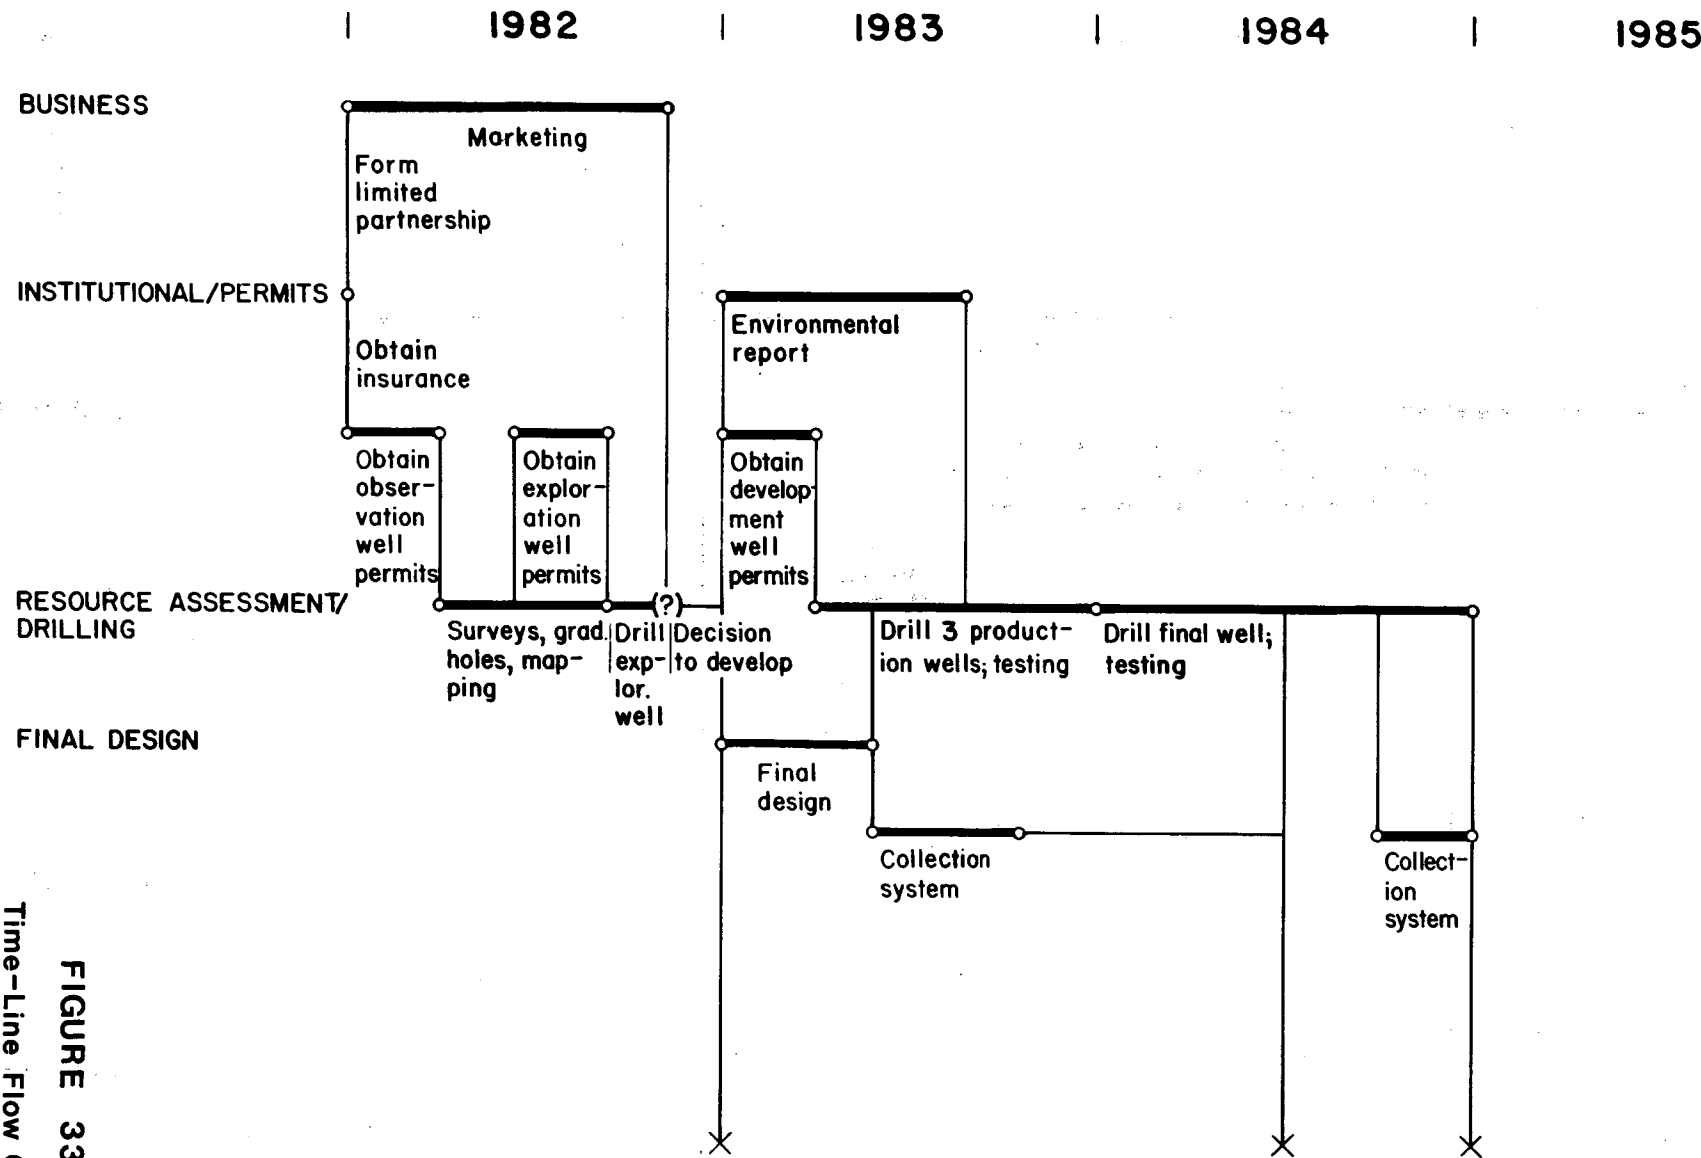 1982 1983 1984 1985
BUSINESS
Marketing
Form
limited
partnership
INSTITUTIONAL/PERMITS
Environmental
report
Obtain
insurance
Obtain
obser-
vation
well
permits
Obtain
explor-
ation
well
permits
Obtain
develop-
ment
well
permits
RESOURCE ASSESSMENT/
DRILLING
(?)
Surveys, grad.
holes, map-
ping
Drill
exp-
lor.
well
Decision
to develop
Drill 3 product-
ion wells; testing
Drill final well;
testing
FINAL DESIGN
Final
design
Collection
system
Collect-
ion
system
FIGURE 33
Time-Line Flow